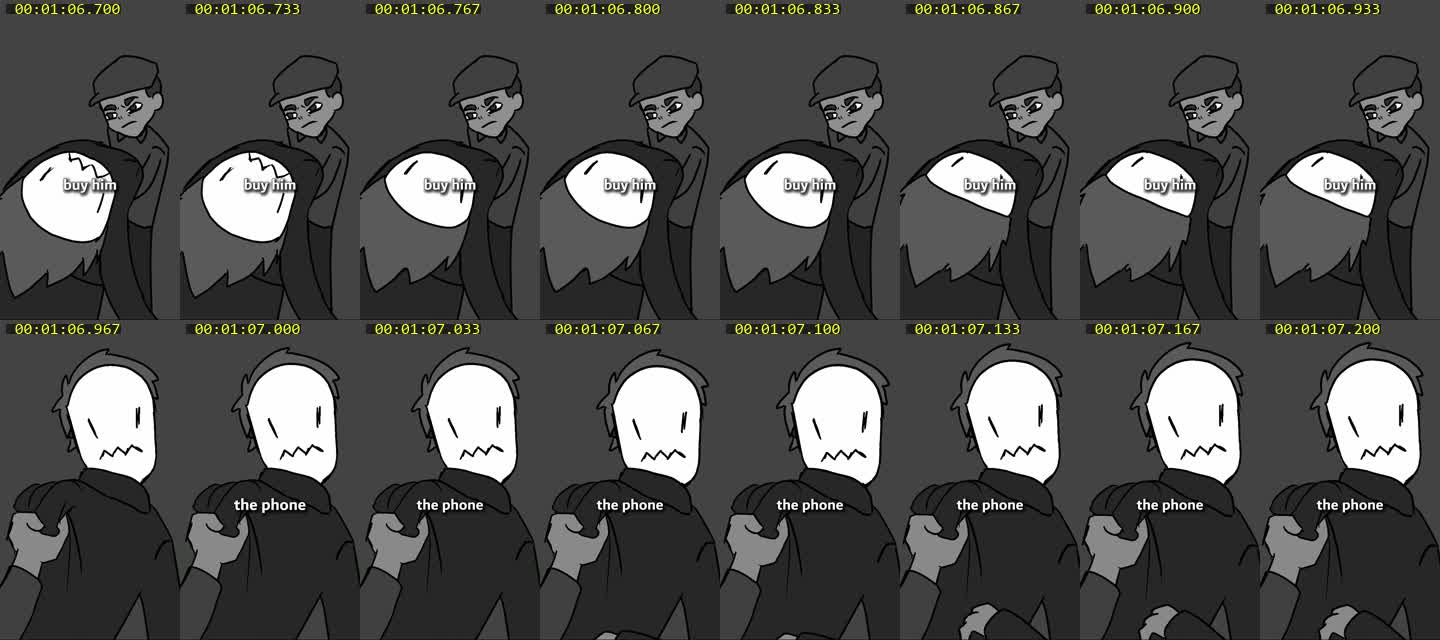 00:01:06.700
00:01:06.733
00:01:06.767
00:01:06.800
00:01:06.833
00:01:06.867
00:01:06.900
00:01:06.933
buy him
buy him
buy him
buy him
buy him
buy him
buy him
buy him
00:01:06.967
00:01:07.000
00:01:07.033
00:01:07.067
00:01:07.100
00:01:07.133
00:01:07.167
00:01:07.200
the phone
the phone
the phone
the phone
the phone
the phone
the phone